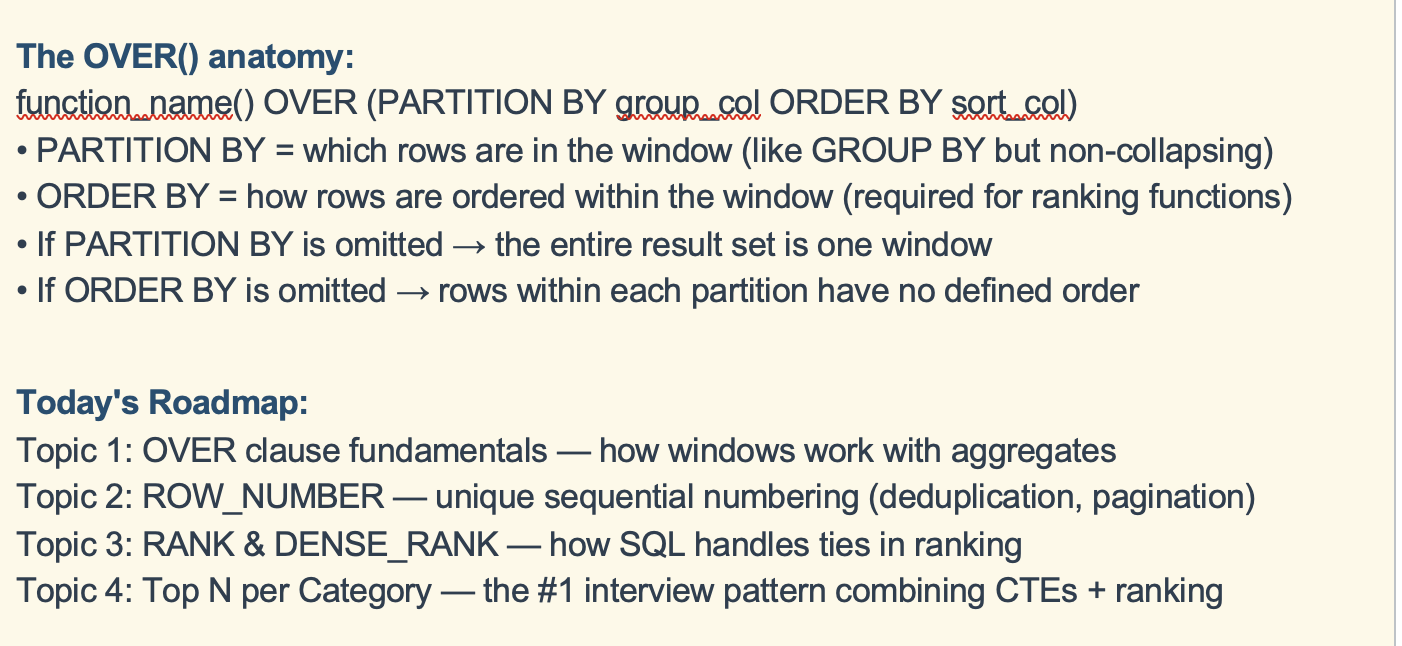 The OVER() anatomy:
function_name() OVER (PARTITION BY group_col ORDER BY sort_col)
• PARTITION BY = which rows are in the window (like GROUP BY but non-collapsing)
• ORDER BY = how rows are ordered within the window (required for ranking functions)
• If PARTITION BY is omitted → the entire result set is one window
• If ORDER BY is omitted → rows within each partition have no defined order
Today's Roadmap:
Topic 1: OVER clause fundamentals — how windows work with aggregates
Topic 2: ROW_NUMBER — unique sequential numbering (deduplication, pagination)
Topic 3: RANK & DENSE_RANK — how SQL handles ties in ranking
Topic 4: Top N per Category — the #1 interview pattern combining CTEs + ranking